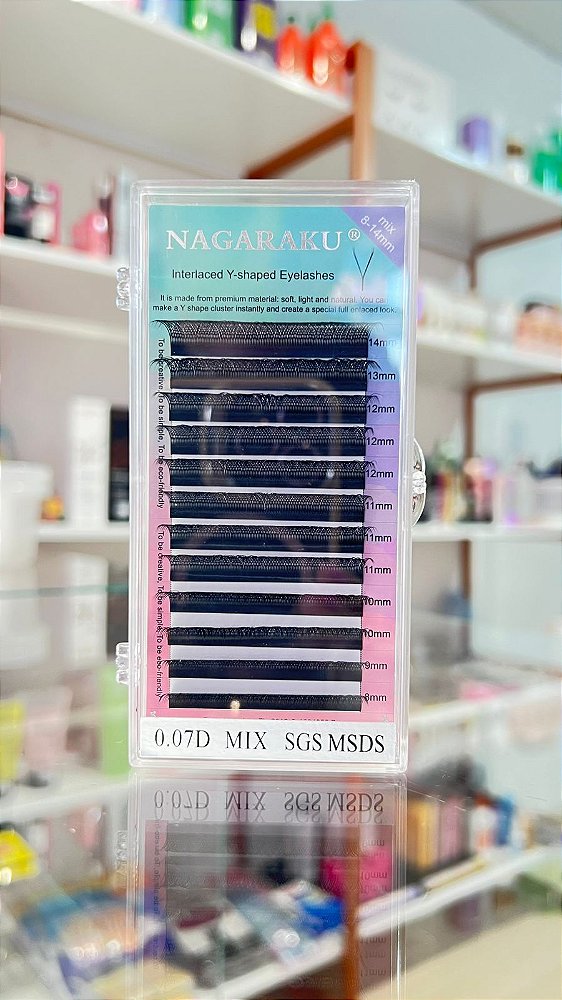 mix
8-14mm
NAGARAKU®
Interlaced Y-shaped Eyelashes
It is made from premium material: soft, light and natural. You can
make a Y shape cluster instantly and create a special full enlaced look.
14mm
13mm
12mm
12mm
12mm
11mm
11mm
11mm
10mm
10mm
9mm
8mm
To be creative, To be simple, To be eco-friendly
To be creative, To be simple, To be eco-friendly
0.07D MIX SGS MSDS